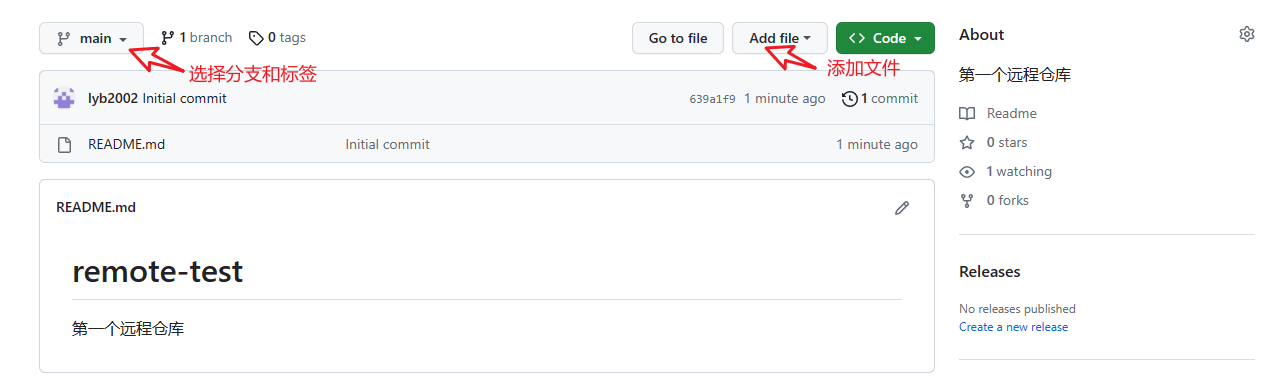 main 1 branch 0 tags Go to file Add file <> Code
选择分支和标签 添加文件
lyb2002 Initial commit 639a1f9 1 minute ago 1 commit
README.md Initial commit 1 minute ago
README.md
remote-test
第一个远程仓库
About
第一个远程仓库
Readme
0 stars
1 watching
0 forks
Releases
No releases published
Create a new release